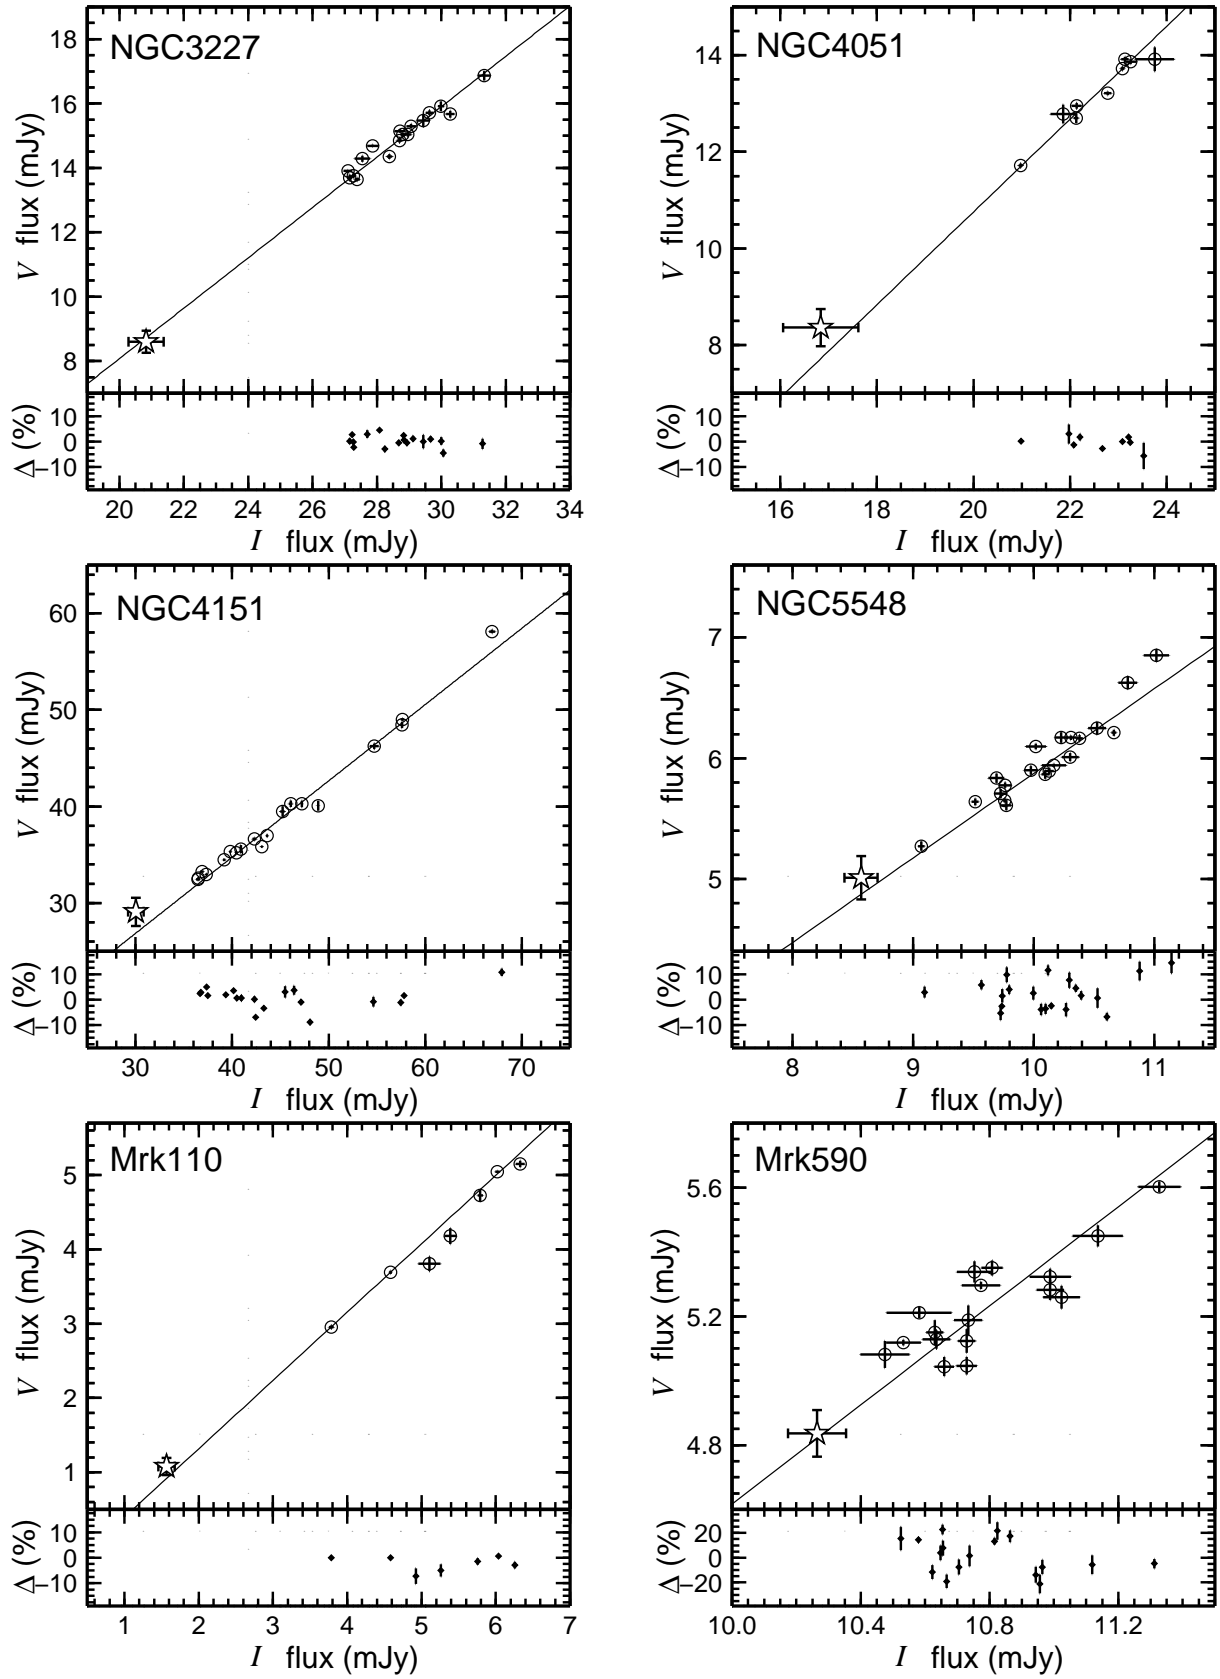 NGC3227
18
16
14
12
10
8
V flux (mJy)
10
0
−10
Δ (%)
20 22 24 26 28 30 32 34
I flux (mJy)
NGC4051
14
12
10
8
V flux (mJy)
10
0
−10
Δ (%)
16 18 20 22 24
I flux (mJy)
NGC4151
60
50
40
30
V flux (mJy)
10
0
−10
Δ (%)
30 40 50 60 70
I flux (mJy)
NGC5548
7
6
5
V flux (mJy)
10
0
−10
Δ (%)
8 9 10 11
I flux (mJy)
Mrk110
5
4
3
2
1
V flux (mJy)
10
0
−10
Δ (%)
1 2 3 4 5 6 7
I flux (mJy)
Mrk590
5.6
5.2
4.8
V flux (mJy)
20
0
−20
Δ (%)
10.0 10.4 10.8 11.2
I flux (mJy)